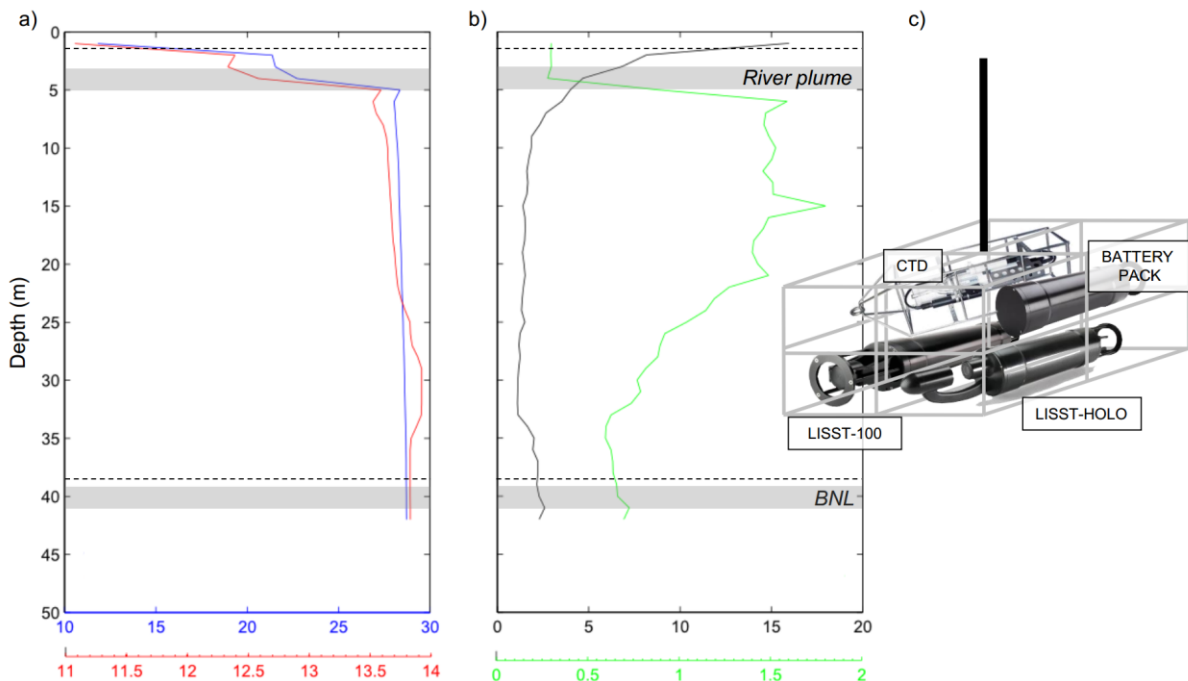 a)
b)
c)
Depth (m)
0
5
10
15
20
25
30
35
40
45
50
10 15 20 25 30
11 11.5 12 12.5 13 13.5 14
River plume
BNL
0 5 10 15 20
0 0.5 1 1.5 2
CTD
BATTERY
PACK
LISST-HOLO
LISST-100